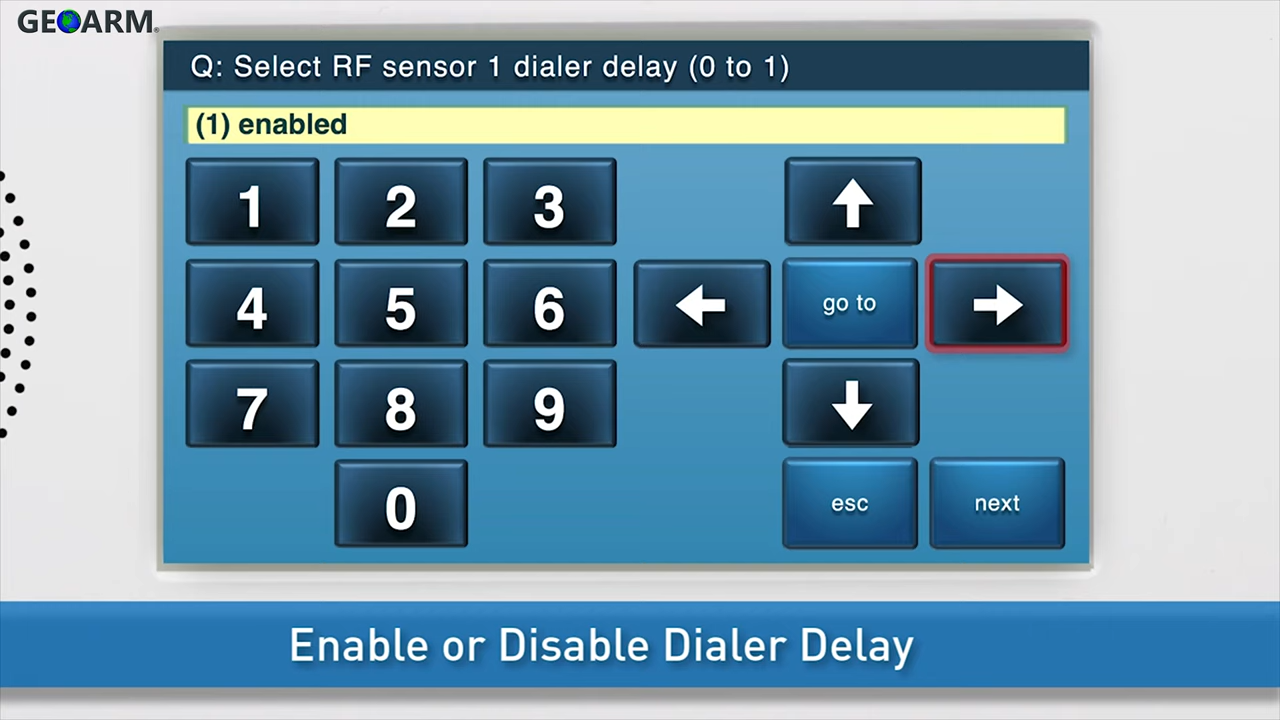 GEOARM®
Q: Select RF sensor 1 dialer delay (0 to 1)
(1) enabled
1 2 3
4 5 6 go to
7 8 9
0 esc next
Enable or Disable Dialer Delay